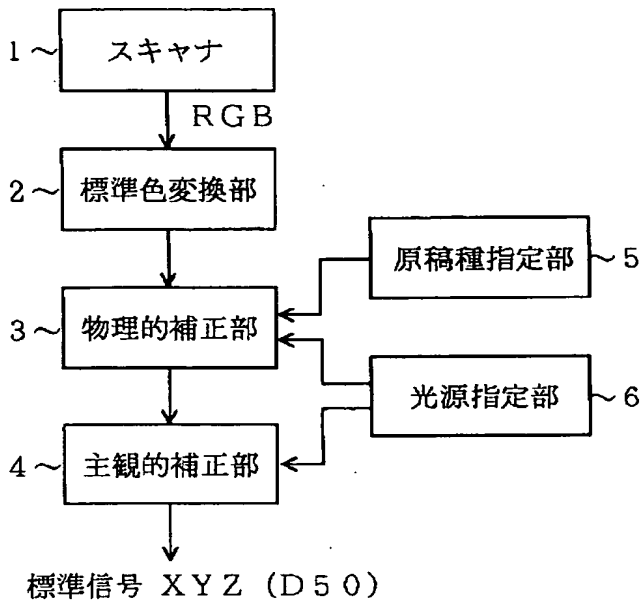 1～ スキャナ
RGB
2～ 標準色変換部
原稿種指定部 ～5
3～ 物理的補正部
光源指定部 ～6
4～ 主観的補正部
標準信号 XYZ (D50)